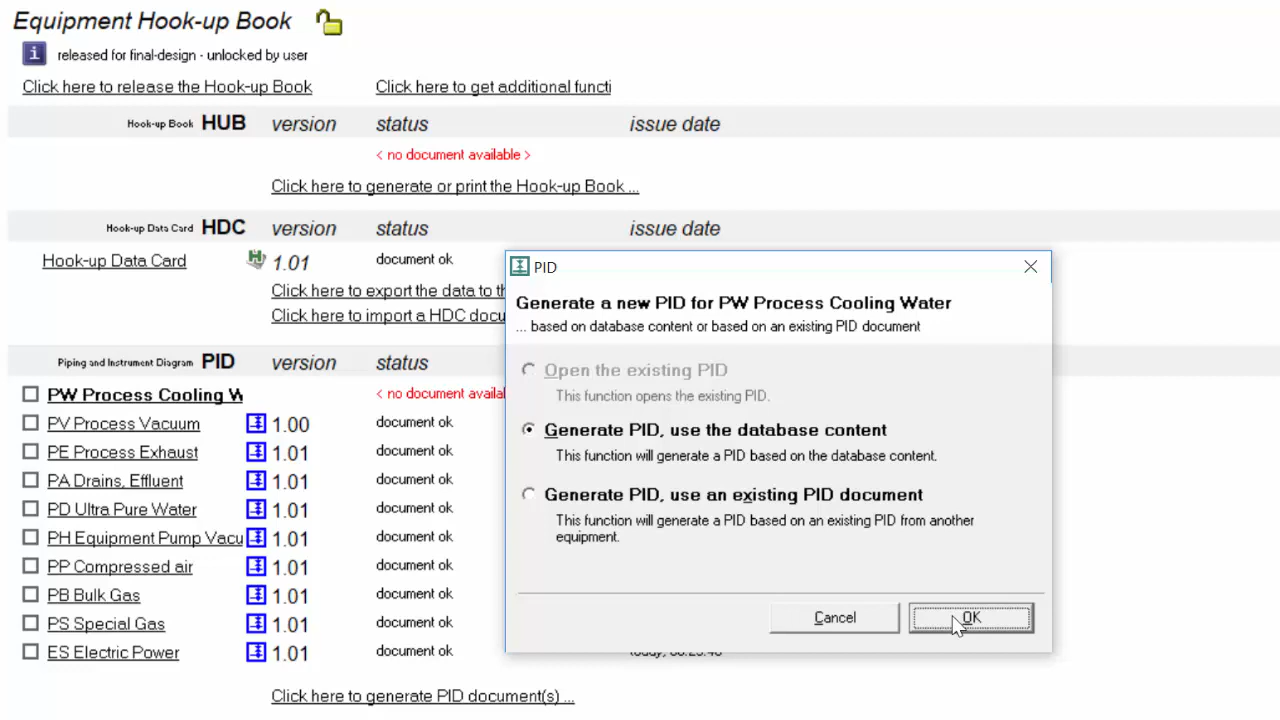 Equipment Hook-up Book
released for final-design - unlocked by user
Click here to release the Hook-up Book
Click here to get additional functi
Hook-up Book HUB version status issue date
< no document available >
Click here to generate or print the Hook-up Book ...
Hook-up Data Card HDC version status issue date
Hook-up Data Card 1.01 document ok
Click here to export the data to th
Click here to import a HDC docu
Piping and Instrument Diagram PID version status
PW Process Cooling W < no document availal
PV Process Vacuum 1.00 document ok
PE Process Exhaust 1.01 document ok
PA Drains, Effluent 1.01 document ok
PD Ultra Pure Water 1.01 document ok
PH Equipment Pump Vacu 1.01 document ok
PP Compressed air 1.01 document ok
PB Bulk Gas 1.01 document ok
PS Special Gas 1.01 document ok
ES Electric Power 1.01 document ok
Click here to generate PID document(s) ...
PID
Generate a new PID for PW Process Cooling Water
... based on database content or based on an existing PID document
Open the existing PID
This function opens the existing PID.
Generate PID, use the database content
This function will generate a PID based on the database content.
Generate PID, use an existing PID document
This function will generate a PID based on an existing PID from another
equipment.
Cancel OK